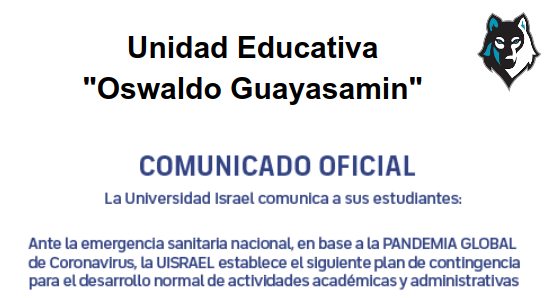 Unidad Educativa
"Oswaldo Guayasamin"
COMUNICADO OFICIAL
La Universidad Israel comunica a sus estudiantes:
Ante la emergencia sanitaria nacional, en base a la PANDEMIA GLOBAL
de Coronavirus, la UISRAEL establece el siguiente plan de contingencia
para el desarrollo normal de actividades académicas y administrativas